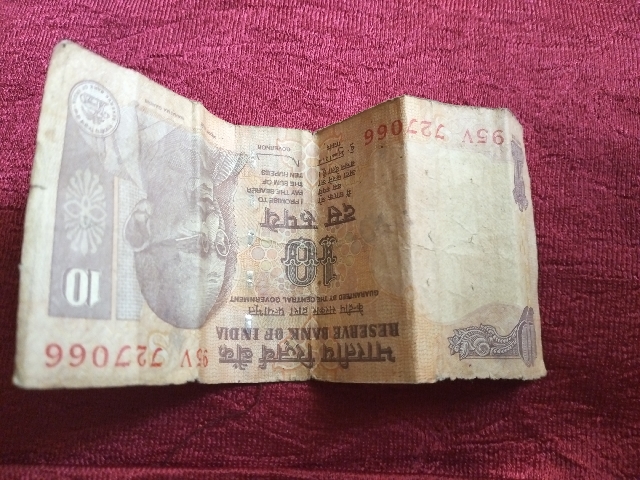 95V 727066
भारतीय रिज़र्व बैंक
RESERVE BANK OF INDIA
केन्द्रीय सरकार द्वारा प्रत्याभूत
GUARANTEED BY THE CENTRAL GOVERNMENT
10
10
दस रुपये
I PROMISE TO
PAY THE BEARER
THE SUM OF
TEN RUPEES
GOVERNOR
95V 727066